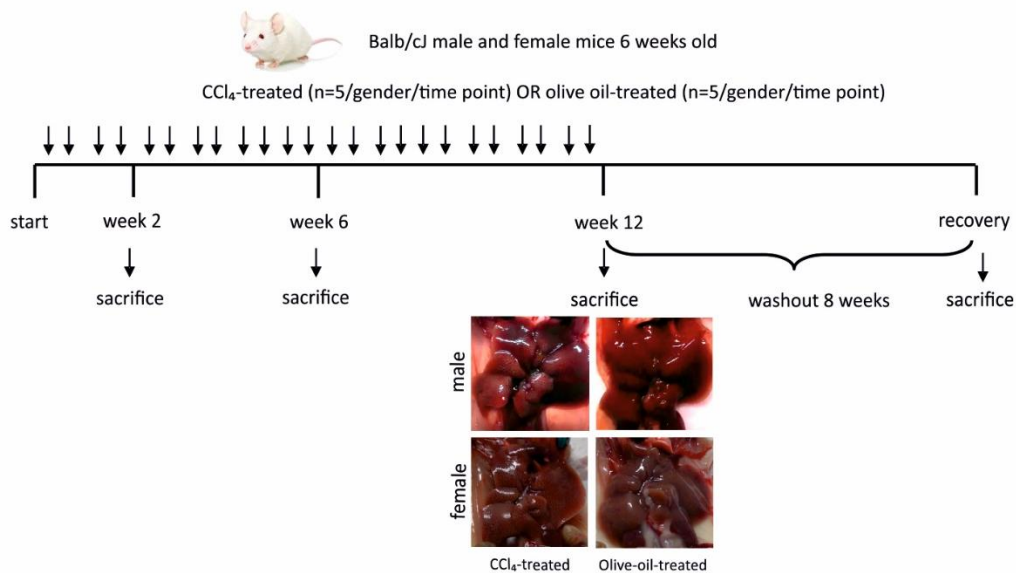 Balb/cJ male and female mice 6 weeks old
CCl₄-treated (n=5/gender/time point) OR olive oil-treated (n=5/gender/time point)
start
week 2
week 6
week 12
recovery
sacrifice
sacrifice
sacrifice
washout 8 weeks
sacrifice
male
female
CCl₄-treated
Olive-oil-treated